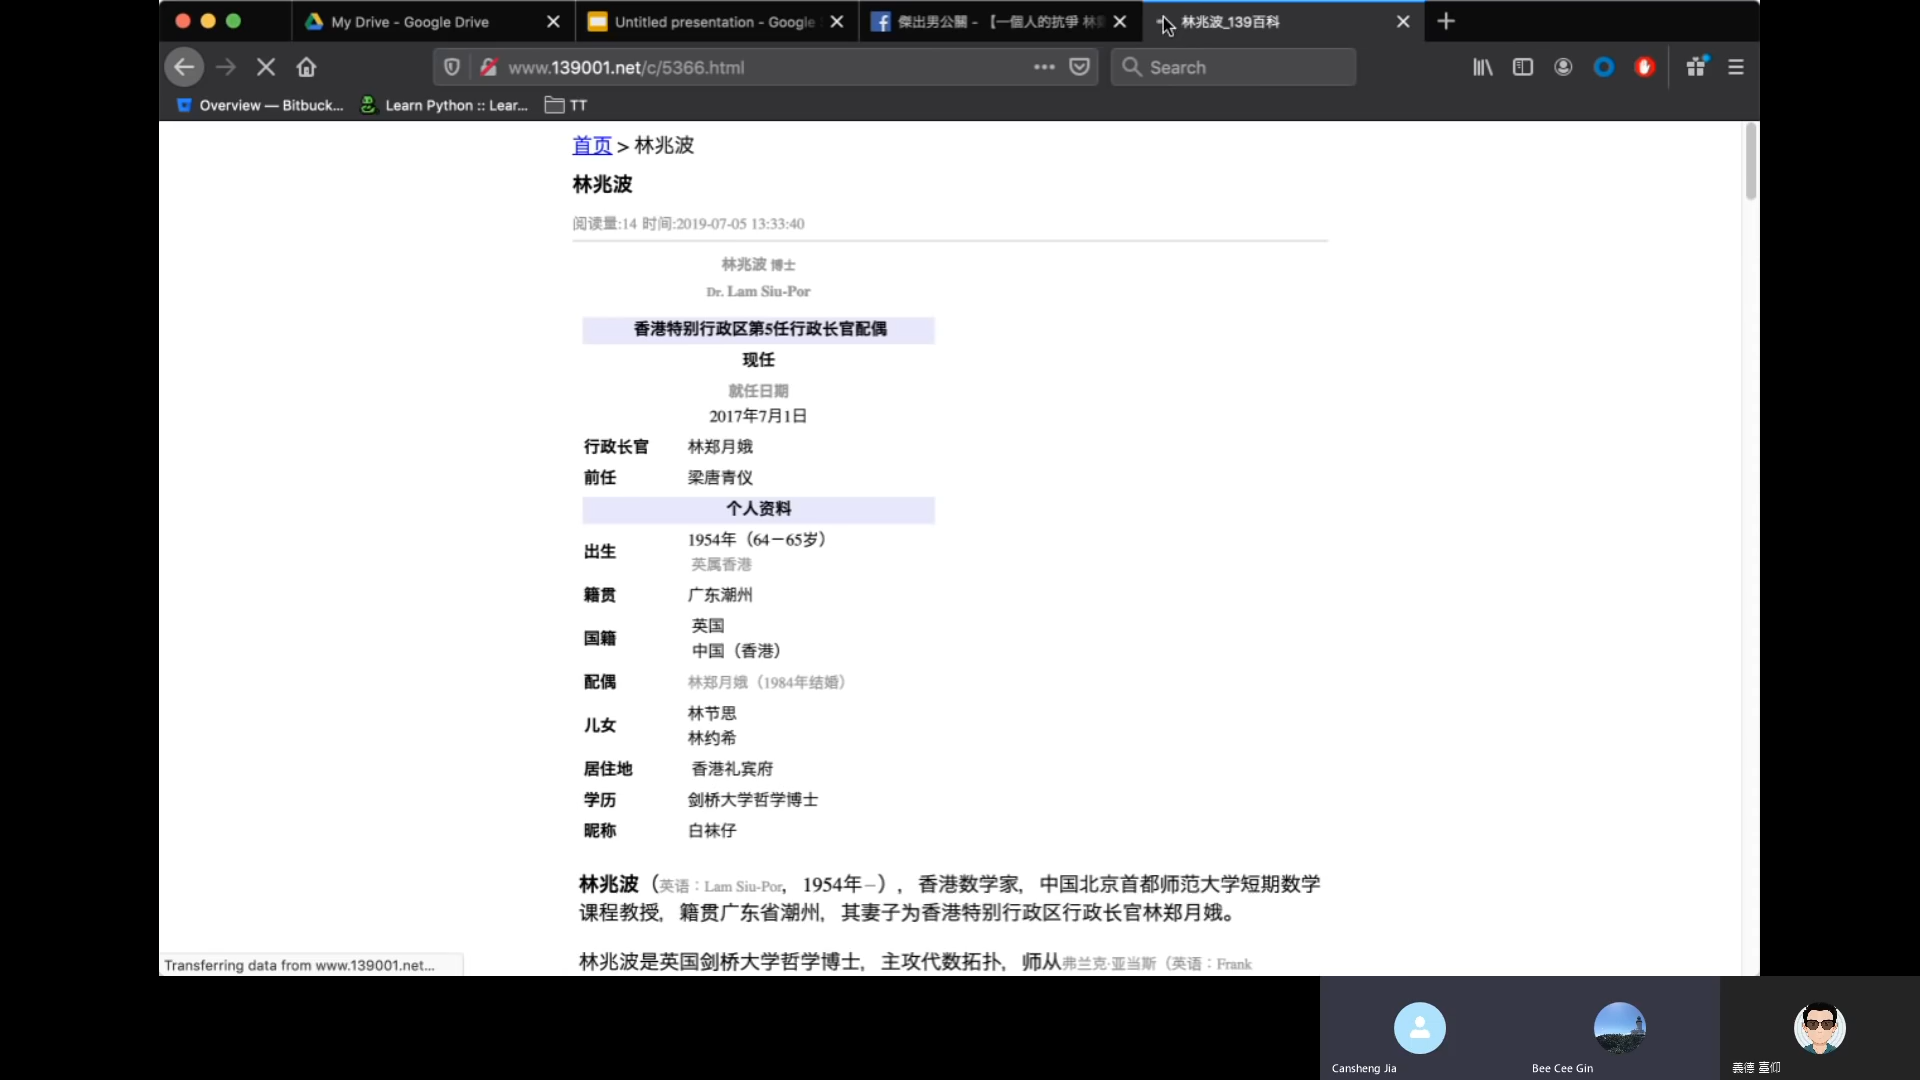 My Drive - Google Drive
Untitled presentation - Google
傑出男公關 - 【一個人的抗爭 林
林兆波_139百科
www.139001.net/c/5366.html
Search
Overview — Bitbuck...
Learn Python :: Lear...
TT
首页 > 林兆波
林兆波
阅读量:14 时间:2019-07-05 13:33:40
林兆波 博士
Dr. Lam Siu-Por
香港特别行政区第5任行政长官配偶
现任
就任日期
2017年7月1日
行政长官 林郑月娥
前任 梁唐青仪
个人资料
出生 1954年（64－65岁）
英属香港
籍贯 广东潮州
国籍 英国
中国（香港）
配偶 林郑月娥（1984年结婚）
儿女 林节思
林约希
居住地 香港礼宾府
学历 剑桥大学哲学博士
昵称 白袜仔
林兆波（英语：Lam Siu-Por，1954年－），香港数学家，中国北京首都师范大学短期数学
课程教授，籍贯广东省潮州，其妻子为香港特别行政区行政长官林郑月娥。
林兆波是英国剑桥大学哲学博士，主攻代数拓扑，师从弗兰克·亚当斯（英语：Frank
Transferring data from www.139001.net...
Cansheng Jia
Bee Cee Gin